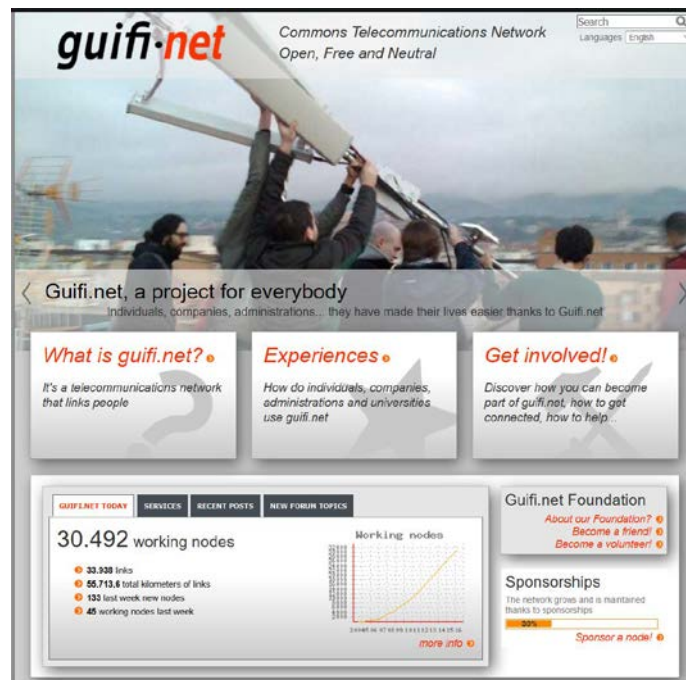 guifi·net
Commons Telecommunications Network
Open, Free and Neutral
Search
Languages English
Guifi.net, a project for everybody
Individuals, companies, administrations... they have made their lives easier thanks to Guifi.net
What is guifi.net?
It's a telecommunications network
that links people
Experiences
How do individuals, companies,
administrations and universities
use guifi.net
Get involved!
Discover how you can become
part of guifi.net, how to get
connected, how to help...
GUIFI.NET TODAY
SERVICES
RECENT POSTS
NEW FORUM TOPICS
30.492 working nodes
33.938 links
55,713,6 total kilometers of links
133 last week new nodes
45 working nodes last week
Working nodes
more info
Guifi.net Foundation
About our Foundation?
Become a friend!
Become a volunteer!
Sponsorships
The network grows and is maintained
thanks to sponsorships
Sponsor a node!